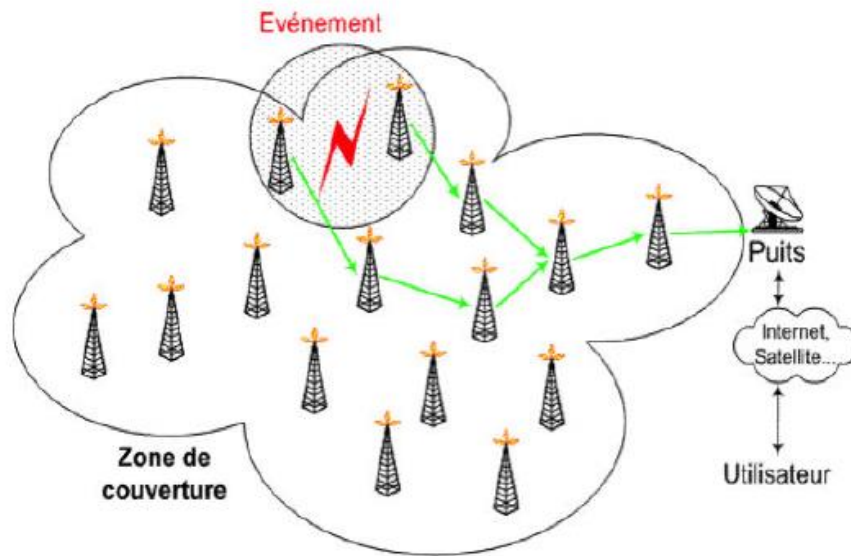 Evénement
Puits
Internet,
Satellite...
Zone de
couverture
Utilisateur